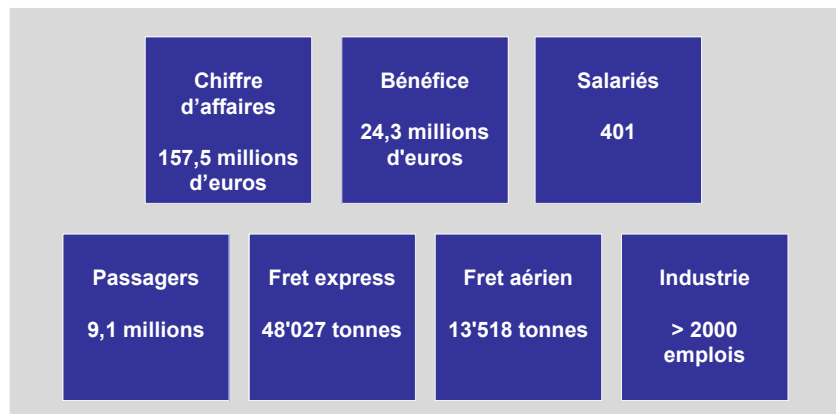 Chiffre
d’affaires
157,5 millions
d’euros
Bénéfice
24,3 millions
d'euros
Salariés
401
Passagers
9,1 millions
Fret express
48'027 tonnes
Fret aérien
13'518 tonnes
Industrie
> 2000
emplois